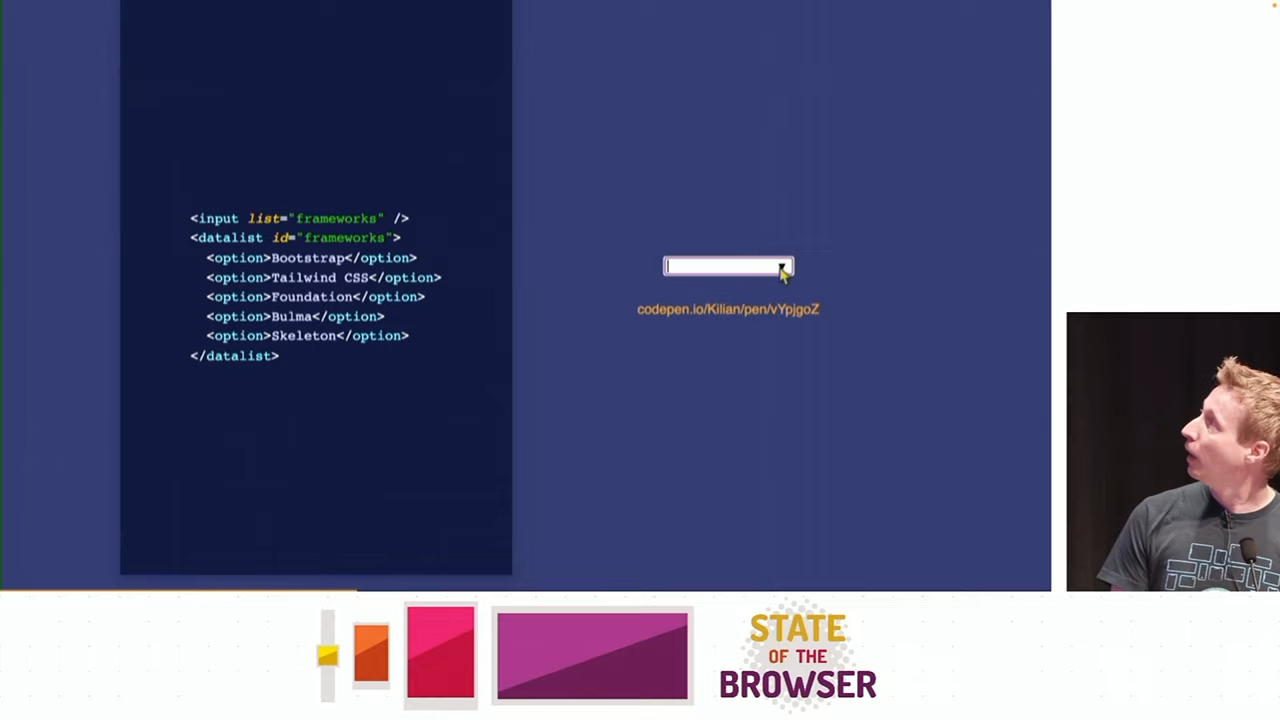 <input list="frameworks" />
<datalist id="frameworks">
<option>Bootstrap</option>
<option>Tailwind CSS</option>
<option>Foundation</option>
<option>Bulma</option>
<option>Skeleton</option>
</datalist>
codepen.io/Kilian/pen/vYpjgoZ
STATE
OF THE
BROWSER